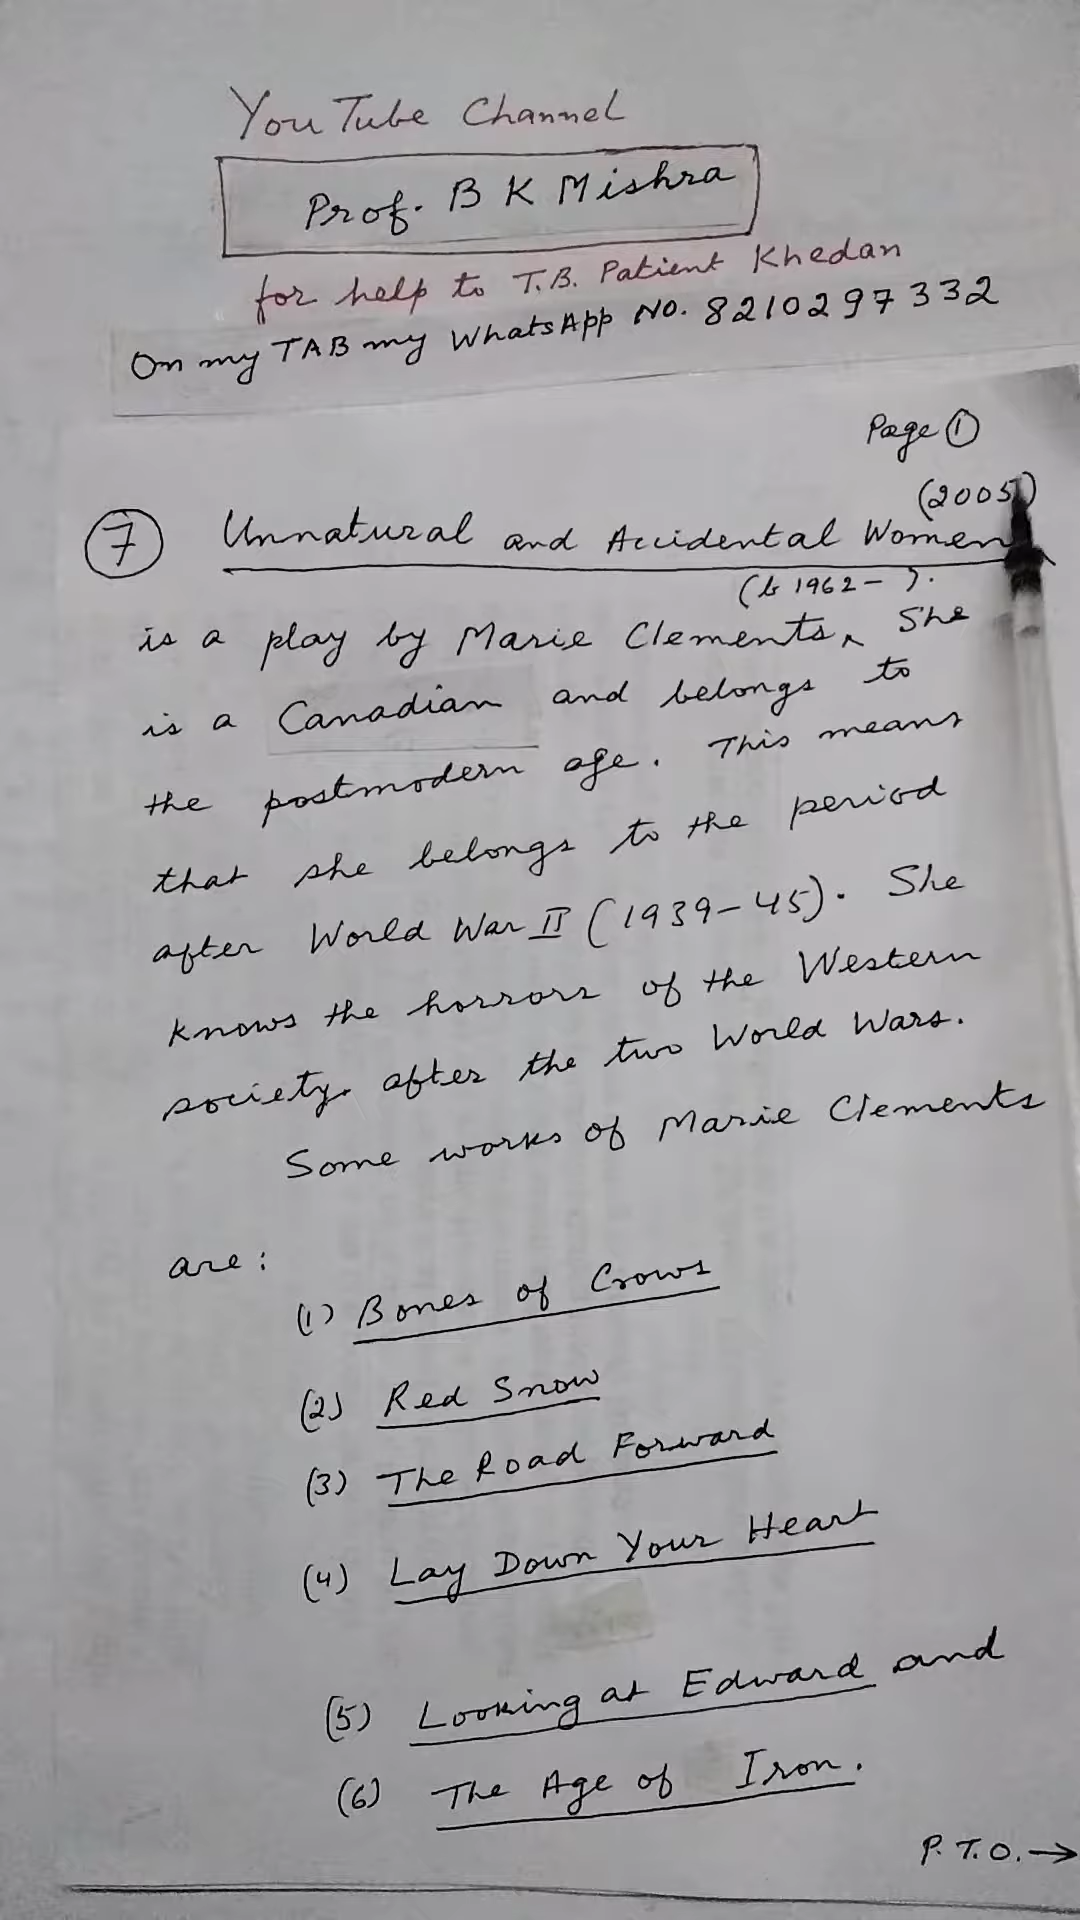 YouTube Channel
Prof. B K Mishra
for help to T.B. Patient Khedan
On my TAB my WhatsApp NO. 8210297332
Page ①
(2005)
⑦ Unnatural and Accidental Women
(b 1962- ).
is a play by Marie Clements‸ She
is a Canadian and belongs to
the postmodern age. This means
that she belongs to the period
after World War II (1939-45). She
knows the horrors of the Western
society. after the two World Wars.
Some works of Marie Clements
are:
(1) Bones of Crows
(2) Red Snow
(3) The Road Forward
(4) Lay Down Your Heart
(5) Looking at Edward and
(6) The Age of Iron.
P.T.O.→